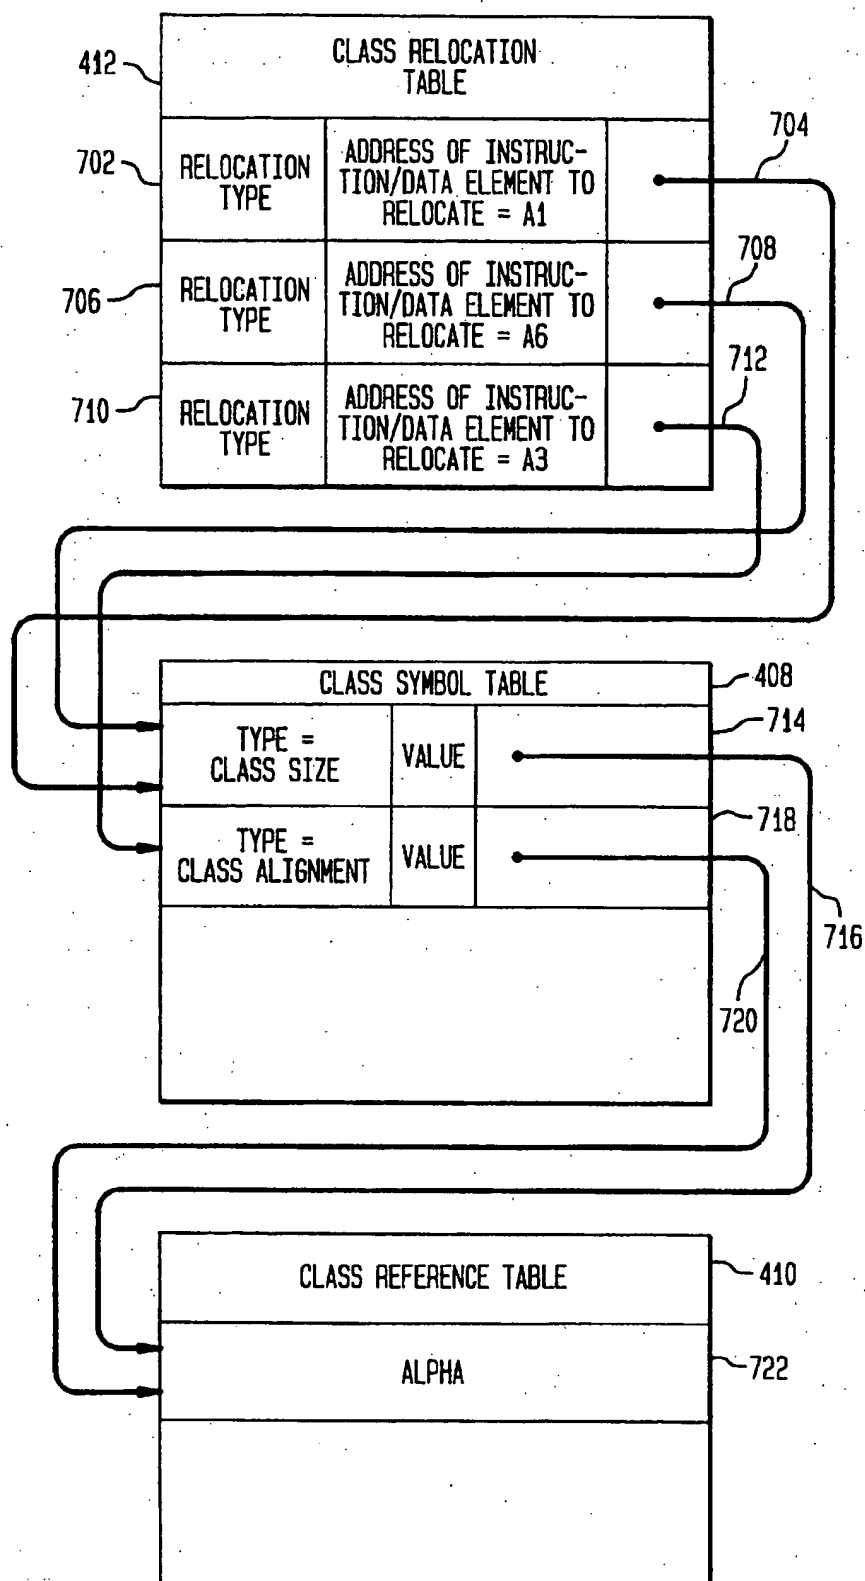 CLASS RELOCATION
TABLE
412
702
RELOCATION
TYPE
ADDRESS OF INSTRUC-
TION/DATA ELEMENT TO
RELOCATE = A1
704
706
RELOCATION
TYPE
ADDRESS OF INSTRUC-
TION/DATA ELEMENT TO
RELOCATE = A6
708
710
RELOCATION
TYPE
ADDRESS OF INSTRUC-
TION/DATA ELEMENT TO
RELOCATE = A3
712
CLASS SYMBOL TABLE
408
TYPE =
CLASS SIZE
VALUE
714
716
TYPE =
CLASS ALIGNMENT
VALUE
718
720
CLASS REFERENCE TABLE
410
ALPHA
722